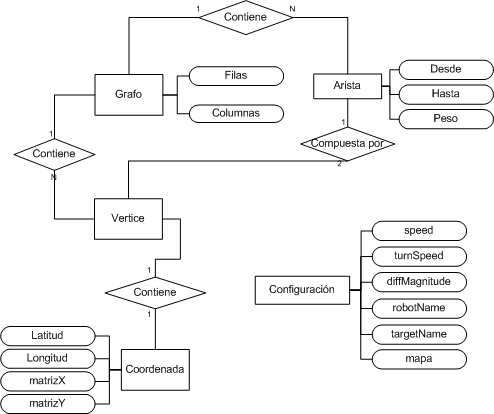 1 Contiene N
Grafo
Filas
Columnas
Arista
Desde
Hasta
Peso
1
Contiene
N
1
Compuesta por
2
Vertice
1
Contiene
1
Configuración
speed
turnSpeed
diffMagnitude
robotName
targetName
mapa
Latitud
Longitud
matrizX
matrizY
Coordenada